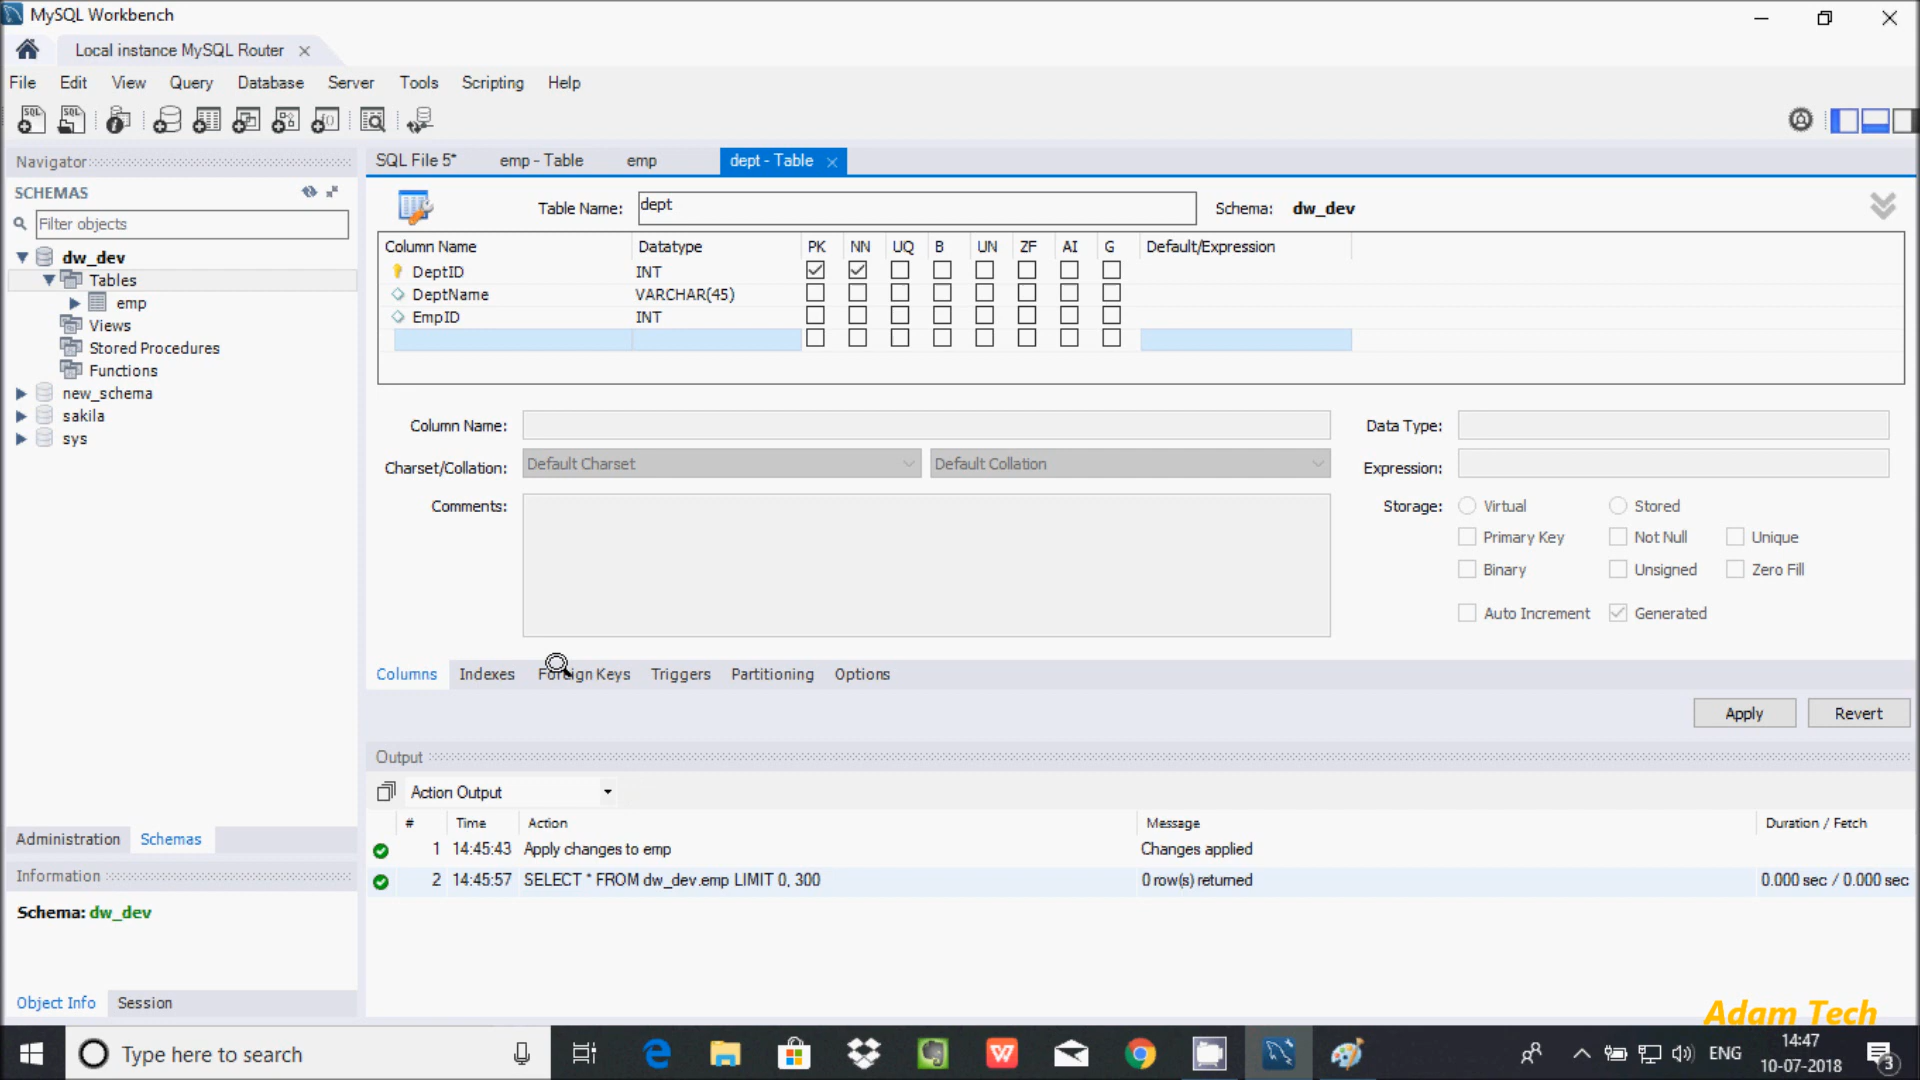 MySQL Workbench
Local instance MySQL Router
File Edit View Query Database Server Tools Scripting Help
Navigator
SCHEMAS
Filter objects
dw_dev
Tables
emp
Views
Stored Procedures
Functions
new_schema
sakila
sys
Administration Schemas
Information
Schema: dw_dev
Object Info Session
SQL File 5* emp - Table emp dept - Table
Table Name: dept Schema: dw_dev
Column Name Datatype PK NN UQ B UN ZF AI G Default/Expression
DeptID INT
DeptName VARCHAR(45)
EmpID INT
Column Name: Data Type:
Charset/Collation: Default Charset Default Collation Expression:
Comments: Storage: Virtual Stored
Primary Key Not Null Unique
Binary Unsigned Zero Fill
Auto Increment Generated
Columns Indexes Foreign Keys Triggers Partitioning Options
Apply Revert
Output
Action Output
# Time Action Message Duration / Fetch
1 14:45:43 Apply changes to emp Changes applied
2 14:45:57 SELECT * FROM dw_dev.emp LIMIT 0, 300 0 row(s) returned 0.000 sec / 0.000 sec
Adam Tech
Type here to search
ENG
14:47
10-07-2018
3